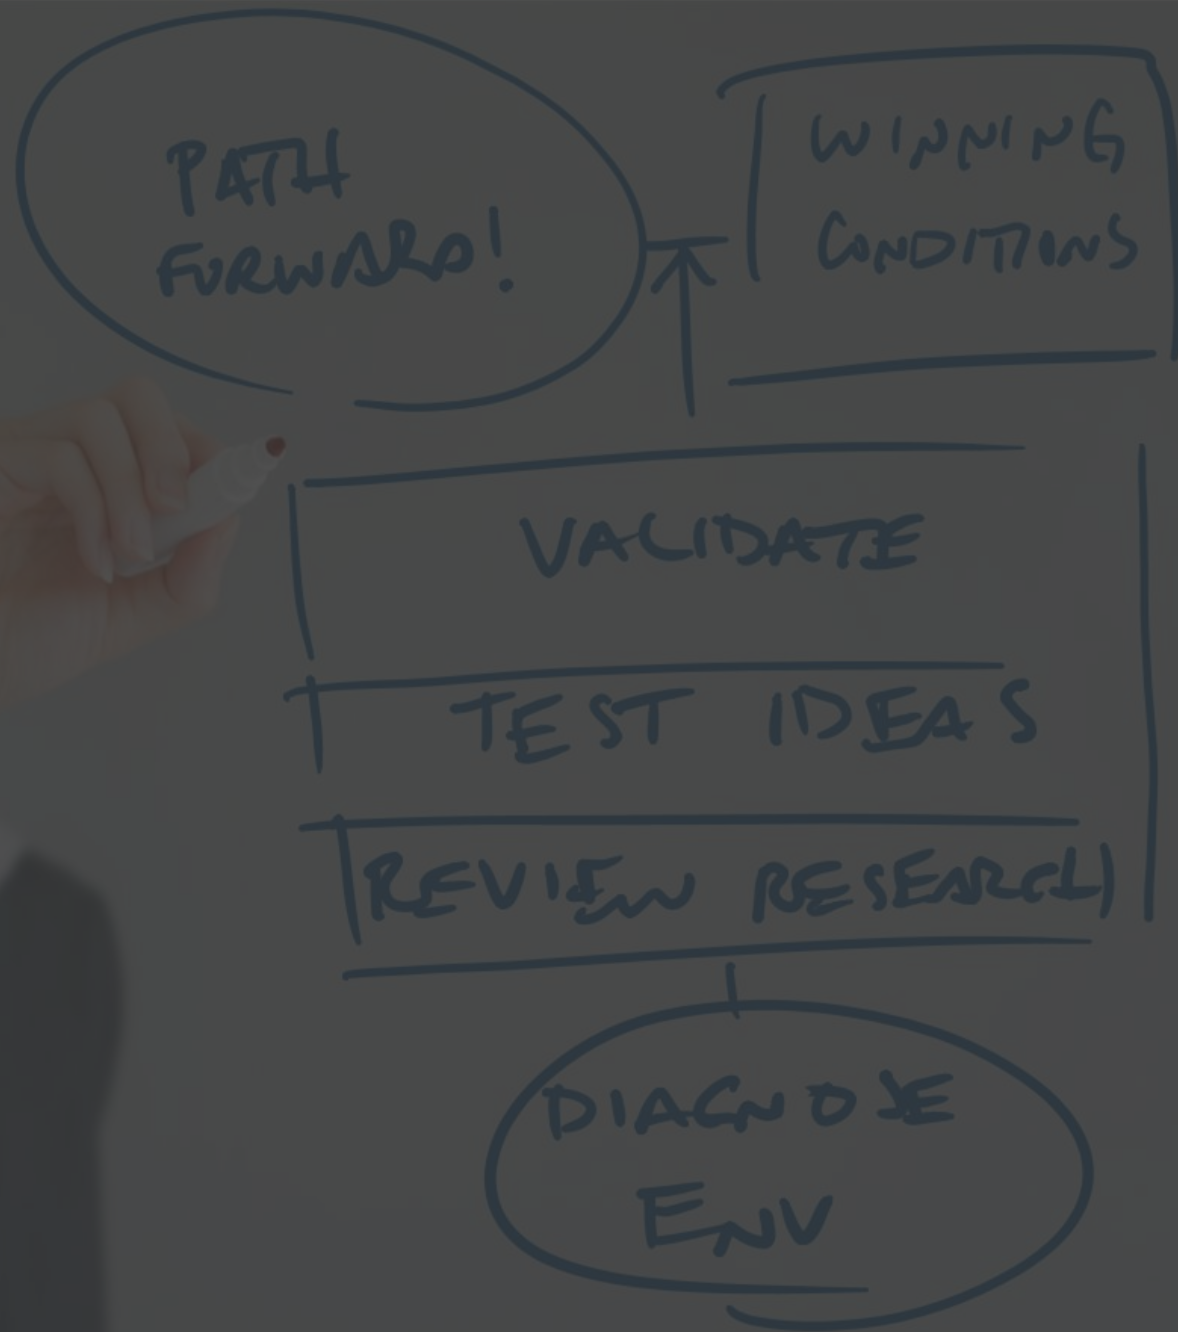 PATH
FORWARD!
WINNING
CONDITIONS
VALIDATE
TEST IDEAS
REVIEW RESEARCH
DIAGNOSE
ENV